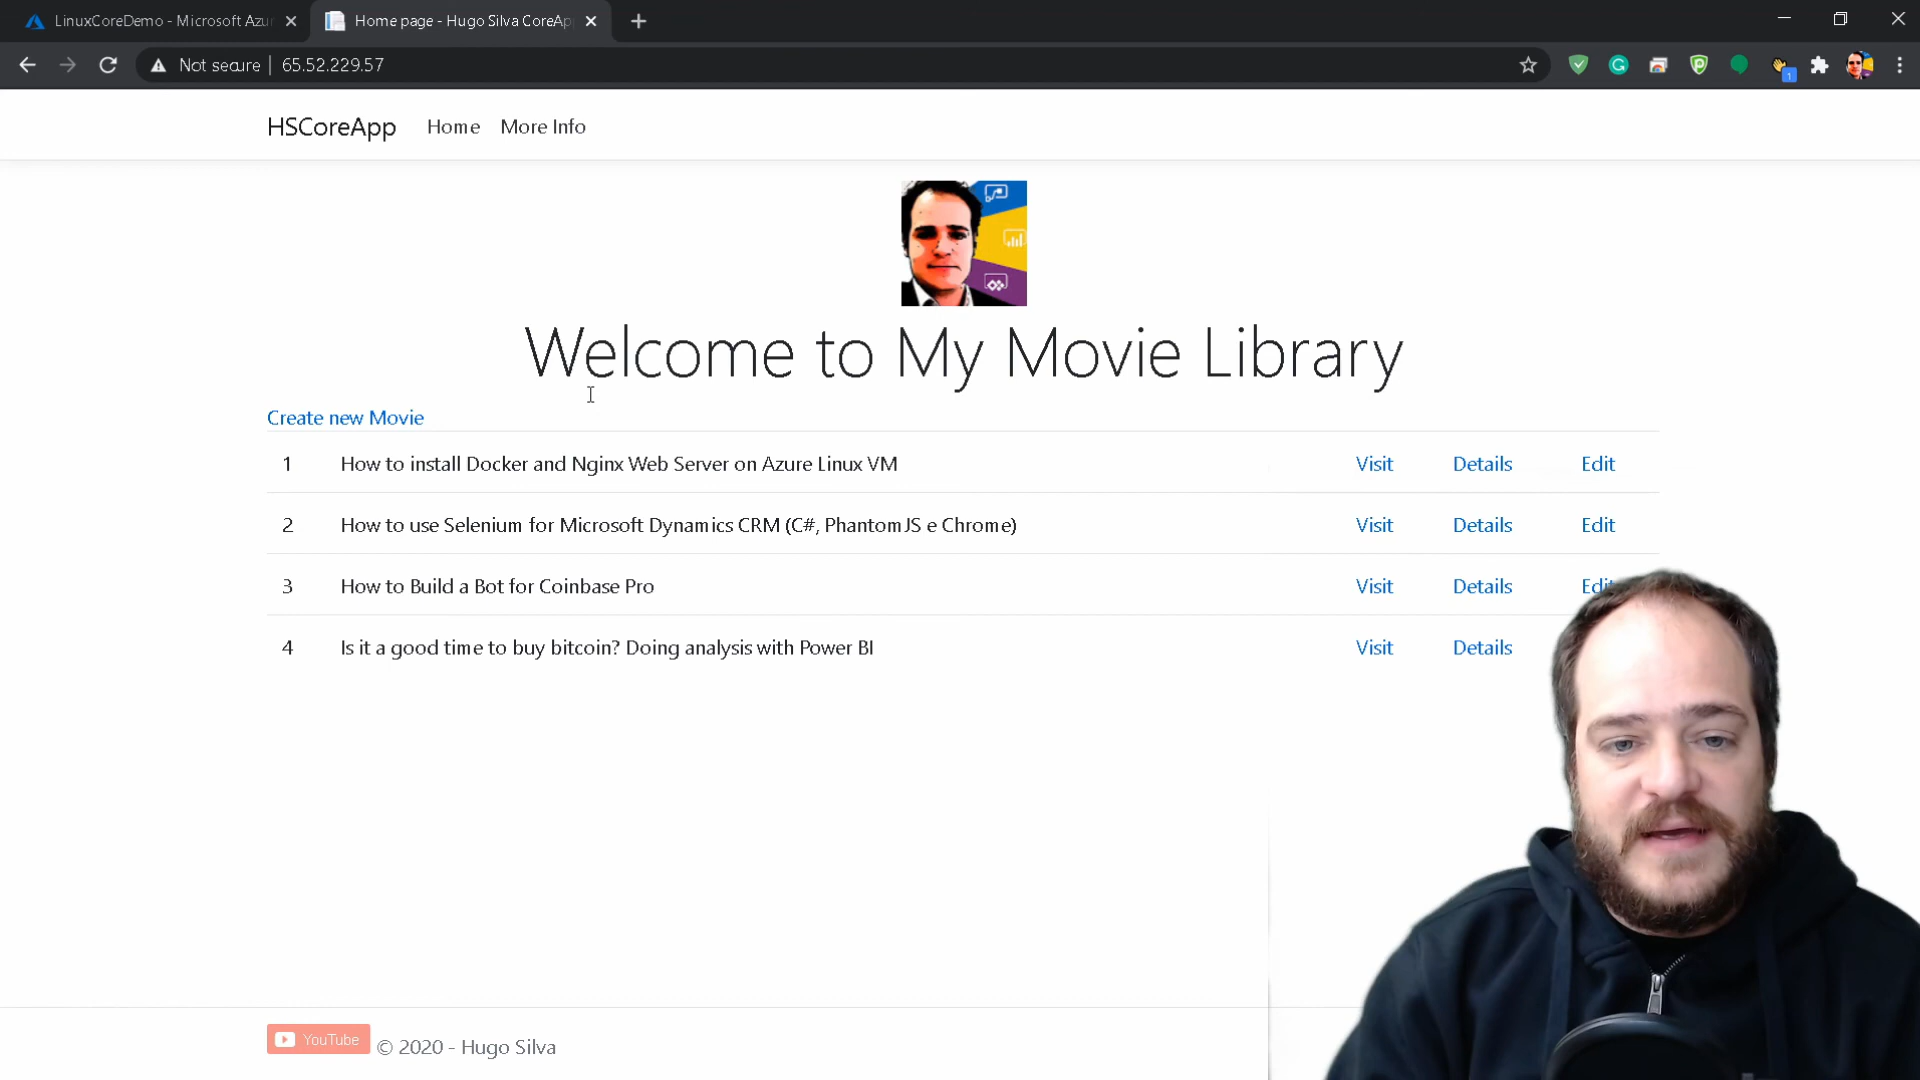 LinuxCoreDemo - Microsoft Azur
Home page - Hugo Silva CoreAp
Not secure | 65.52.229.57
1
HSCoreApp Home More Info
Welcome to My Movie Library
Create new Movie
1 How to install Docker and Nginx Web Server on Azure Linux VM Visit Details Edit
2 How to use Selenium for Microsoft Dynamics CRM (C#, PhantomJS e Chrome) Visit Details Edit
3 How to Build a Bot for Coinbase Pro Visit Details Edit
4 Is it a good time to buy bitcoin? Doing analysis with Power BI Visit Details
YouTube © 2020 - Hugo Silva